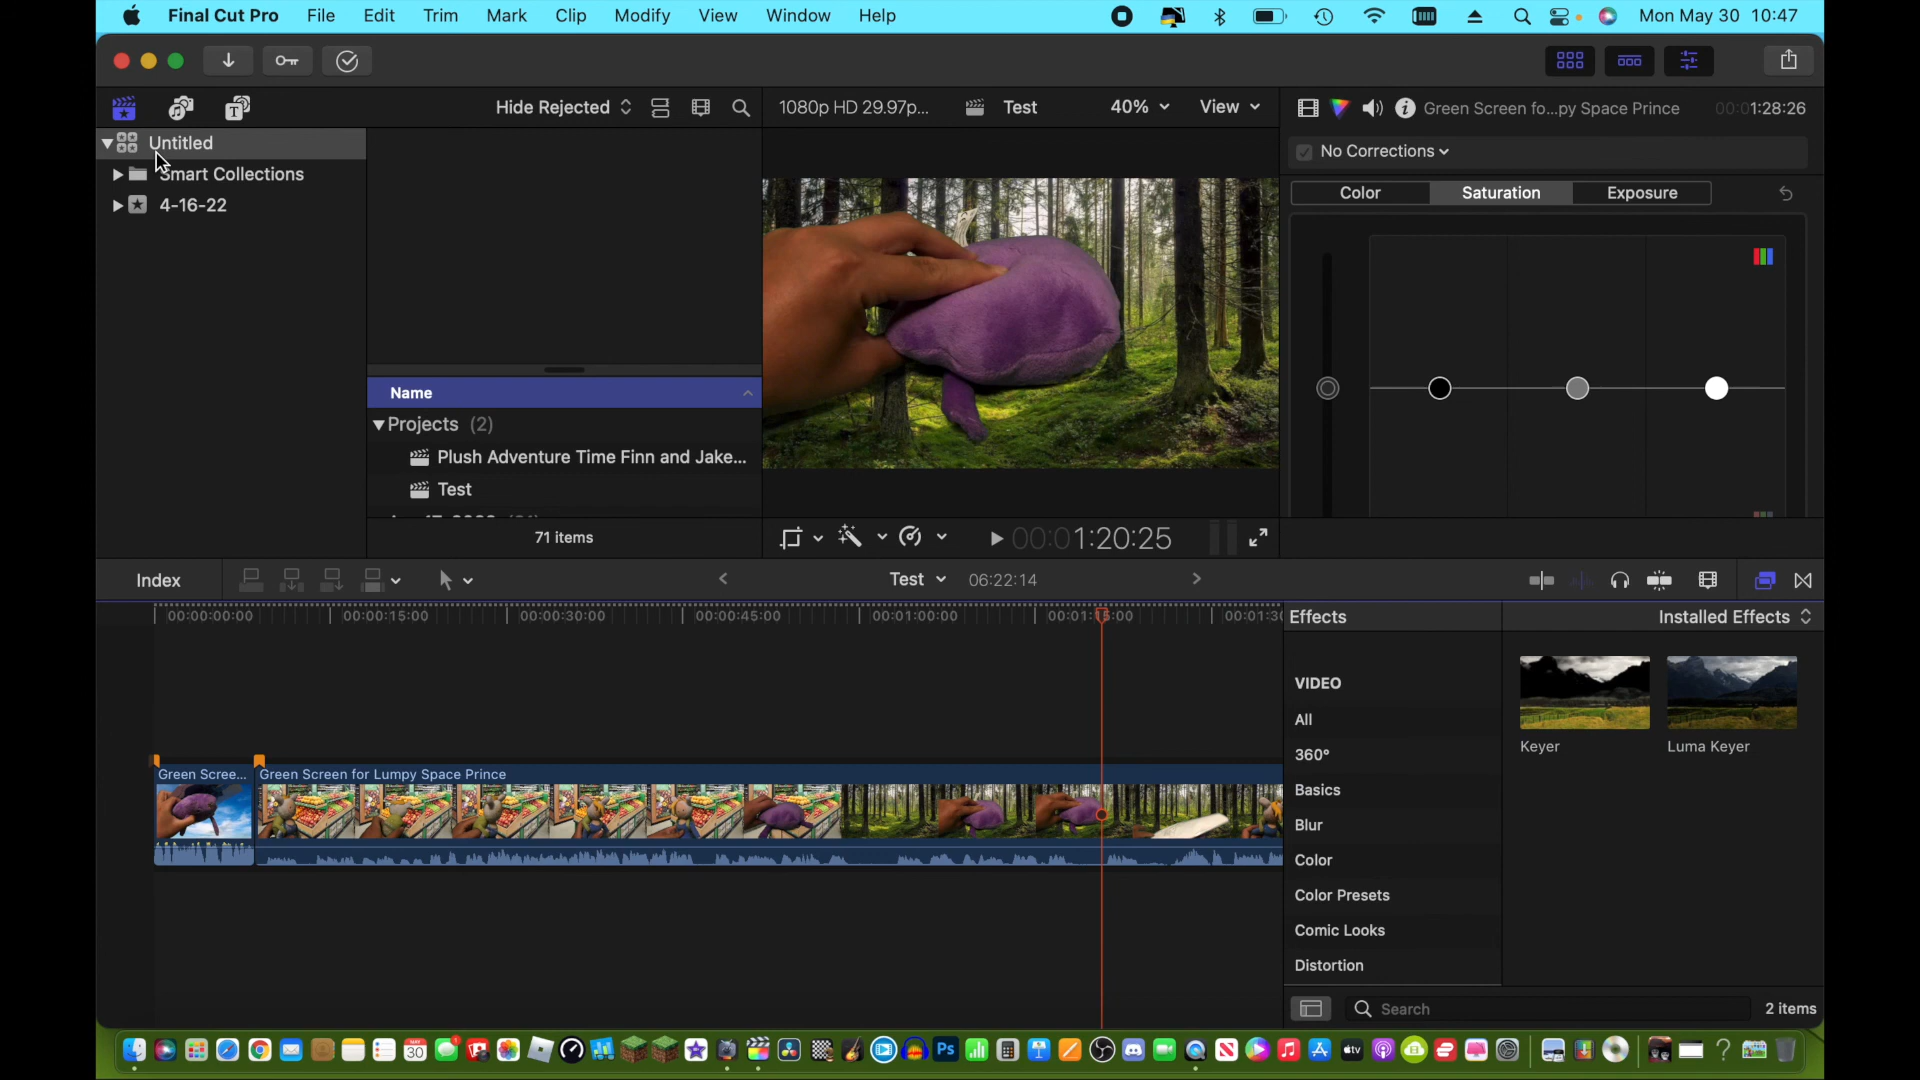 Final Cut Pro File Edit Trim Mark Clip Modify View Window Help Mon May 30 10:47
Hide Rejected 1080p HD 29.97p... Test 40% View Green Screen fo...py Space Prince 00:01:28:26
Untitled
Smart Collections
4-16-22
No Corrections
Color Saturation Exposure
Name
Projects (2)
Plush Adventure Time Finn and Jake...
Test
71 items
00:01:20:25
Index
Test 06:22:14
00:00:00:00 00:00:15:00 00:00:30:00 00:00:45:00 00:01:00:00 00:01:15:00 00:01:30
Effects Installed Effects
VIDEO
All
360°
Basics
Blur
Color
Color Presets
Comic Looks
Distortion
Keyer Luma Keyer
Green Scree... Green Screen for Lumpy Space Prince
Search 2 items